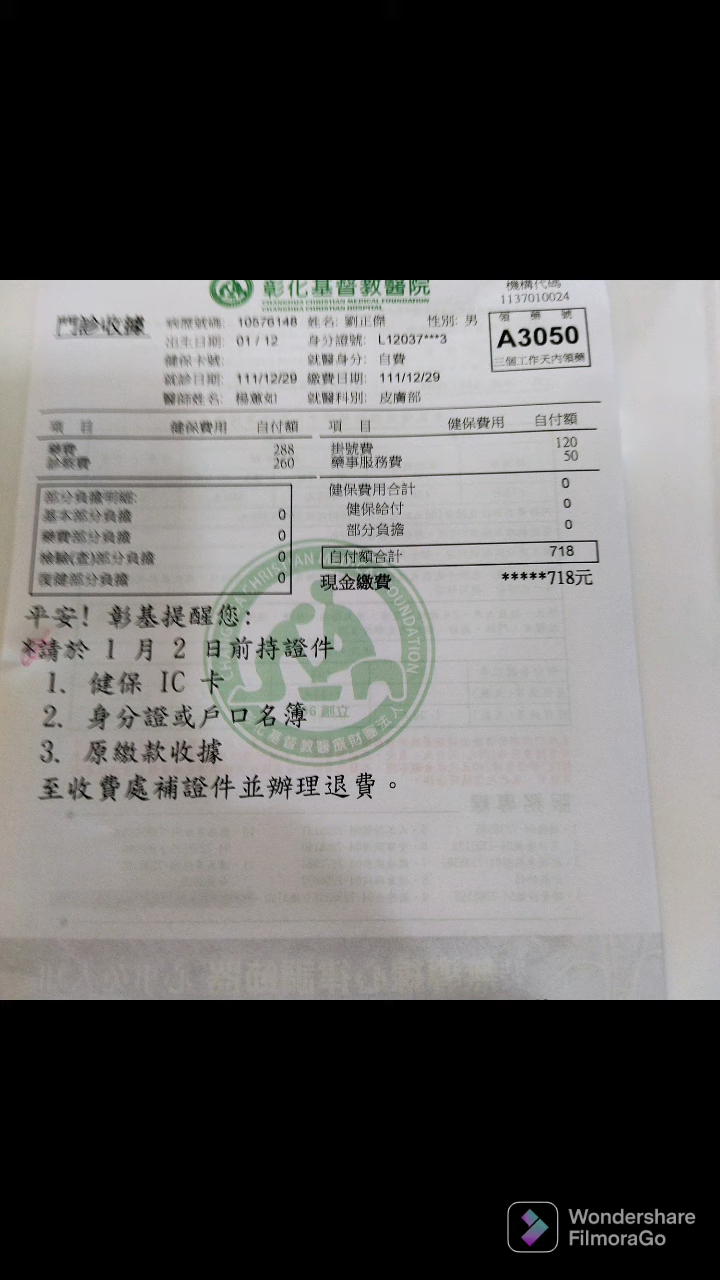 彰化基督教醫院
CHANGHUA CHRISTIAN MEDICAL FOUNDATION
CHANGHUA CHRISTIAN HOSPITAL
機構代碼
1137010024
門診收據
病歷號碼: 10576148 姓名: 劉正傑 性別: 男
出生日期: 01/12 身分證號: L12037***3
健保卡號: 就醫身分: 自費
就診日期: 111/12/29 繳費日期: 111/12/29
醫師姓名: 楊蕙如 就醫科別: 皮膚部
領藥號
A3050
三個工作天內領藥
項目 健保費用 自付額 項目 健保費用 自付額
藥費 288 掛號費 120
診察費 260 藥事服務費 50
部分負擔明細:
基本部分負擔 0
藥費部分負擔 0
檢驗(查)部分負擔 0
復健部分負擔 0
健保費用合計 0
健保給付 0
部分負擔 0
自付額合計 718
現金繳費 *****718元
平安! 彰基提醒您:
*請於 1 月 2 日前持證件
1. 健保 IC 卡
2. 身分證或戶口名簿
3. 原繳款收據
至收費處補證件並辦理退費。
Wondershare
FilmoraGo